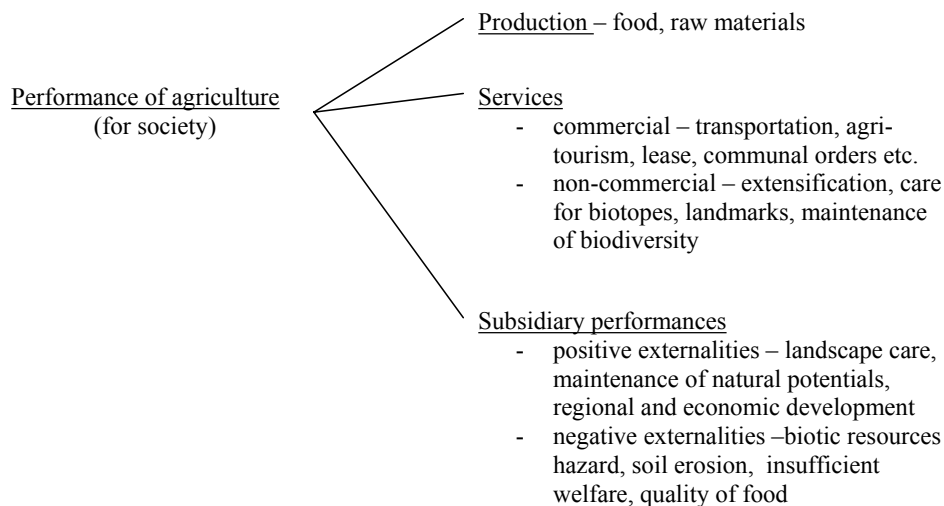 Performance of agriculture
(for society)
Production – food, raw materials
Services
- commercial – transportation, agri-
tourism, lease, communal orders etc.
- non-commercial – extensification, care
for biotopes, landmarks, maintenance
of biodiversity
Subsidiary performances
- positive externalities – landscape care,
maintenance of natural potentials,
regional and economic development
- negative externalities –biotic resources
hazard, soil erosion, insufficient
welfare, quality of food